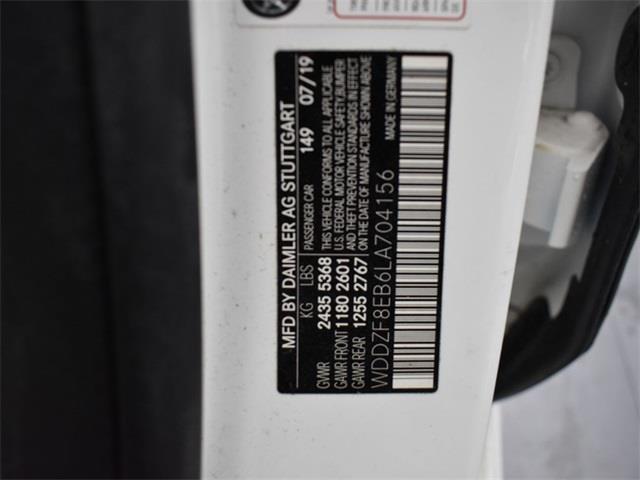 MFD BY DAIMLER AG STUTTGART
KG LBS PASSENGER CAR 149 07/19
GVWR 2435 5368 THIS VEHICLE CONFORMS TO ALL APPLICABLE
GAWR FRONT 1180 2601 U.S. FEDERAL MOTOR VEHICLE SAFETY, BUMPER
GAWR REAR 1255 2767 AND THEFT PREVENTION STANDARDS IN EFFECT
ON THE DATE OF MANUFACTURE SHOWN ABOVE
WDDZF8EB6LA704156 MADE IN GERMANY